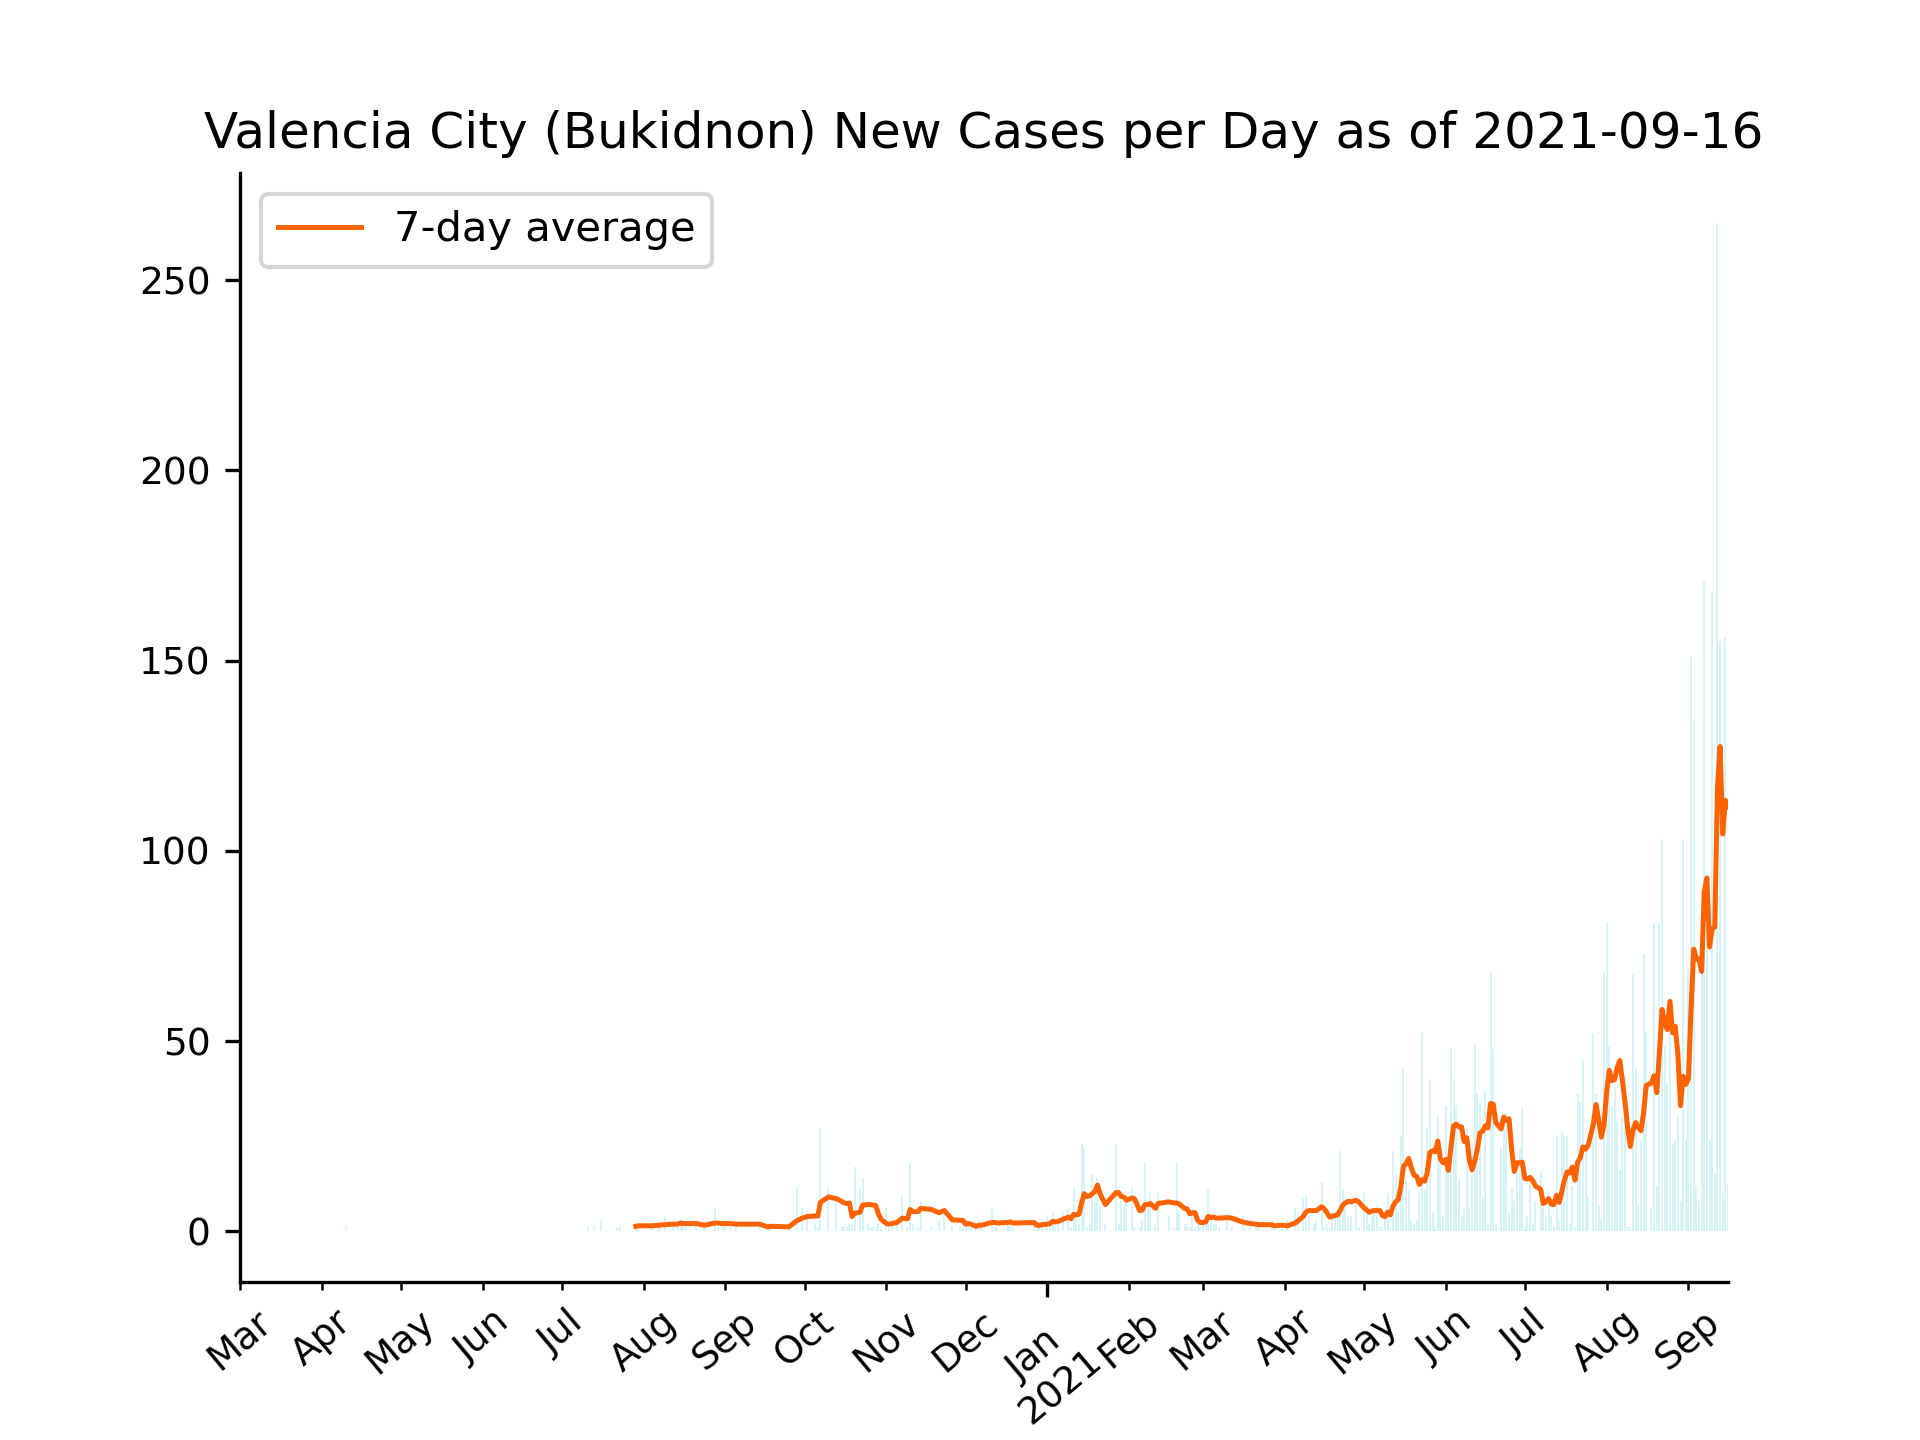 Valencia City (Bukidnon) New Cases per Day as of 2021-09-16
7-day average
250
200
150
100
50
0
Mar
Apr
May
Jun
Jul
Aug
Sep
Oct
Nov
Dec
Jan
2021
Feb
Mar
Apr
May
Jun
Jul
Aug
Sep